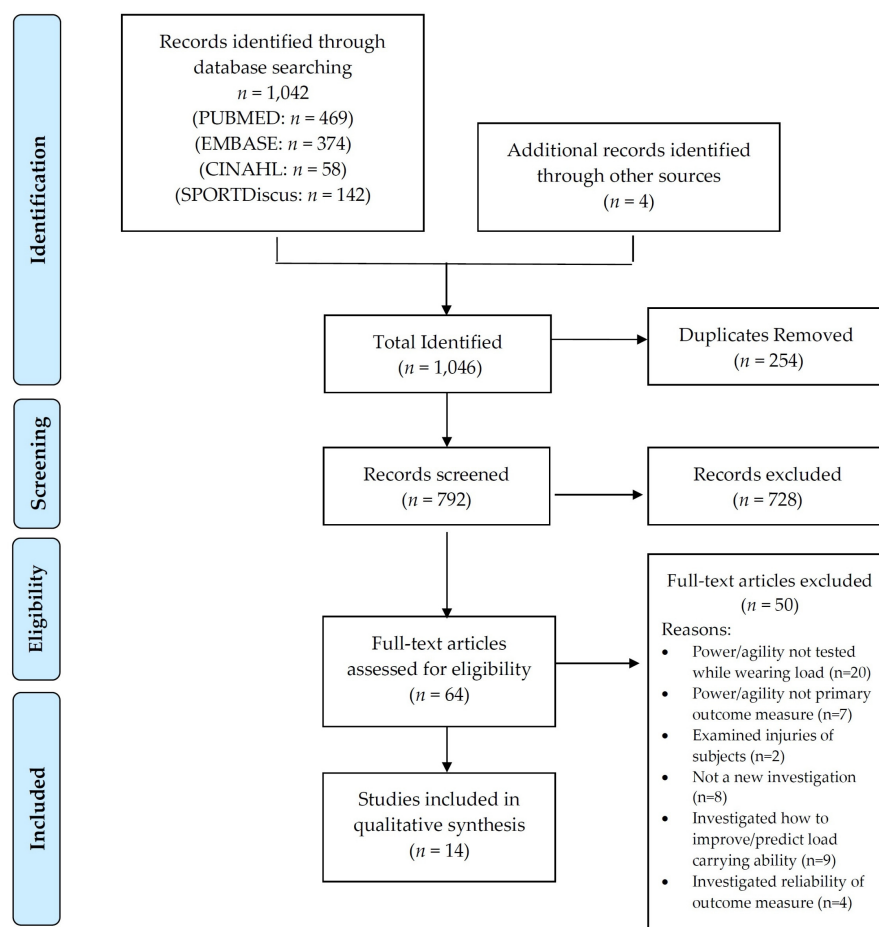 Identification
Records identified through
database searching
n = 1,042
(PUBMED: n = 469)
(EMBASE: n = 374)
(CINAHL: n = 58)
(SPORTDiscus: n = 142)
Additional records identified
through other sources
(n = 4)
Total Identified
(n = 1,046)
Duplicates Removed
(n = 254)
Screening
Records screened
(n = 792)
Records excluded
(n = 728)
Eligibility
Full-text articles
assessed for eligibility
n = 64)
Full-text articles excluded
(n = 50)
Reasons:
• Power/agility not tested
while wearing load (n=20)
• Power/agility not primary
outcome measure (n=7)
• Examined injuries of
subjects (n=2)
• Not a new investigation
(n=8)
• Investigated how to
improve/predict load
carrying ability (n=9)
• Investigated reliability of
outcome measure (n=4)
Included
Studies included in
qualitative synthesis
(n = 14)